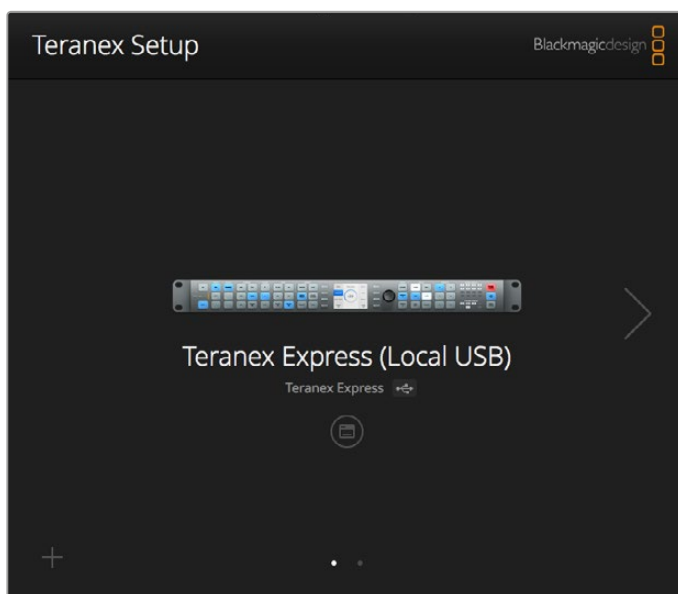 Teranex Setup
Blackmagicdesign
Teranex Express (Local USB)
Teranex Express